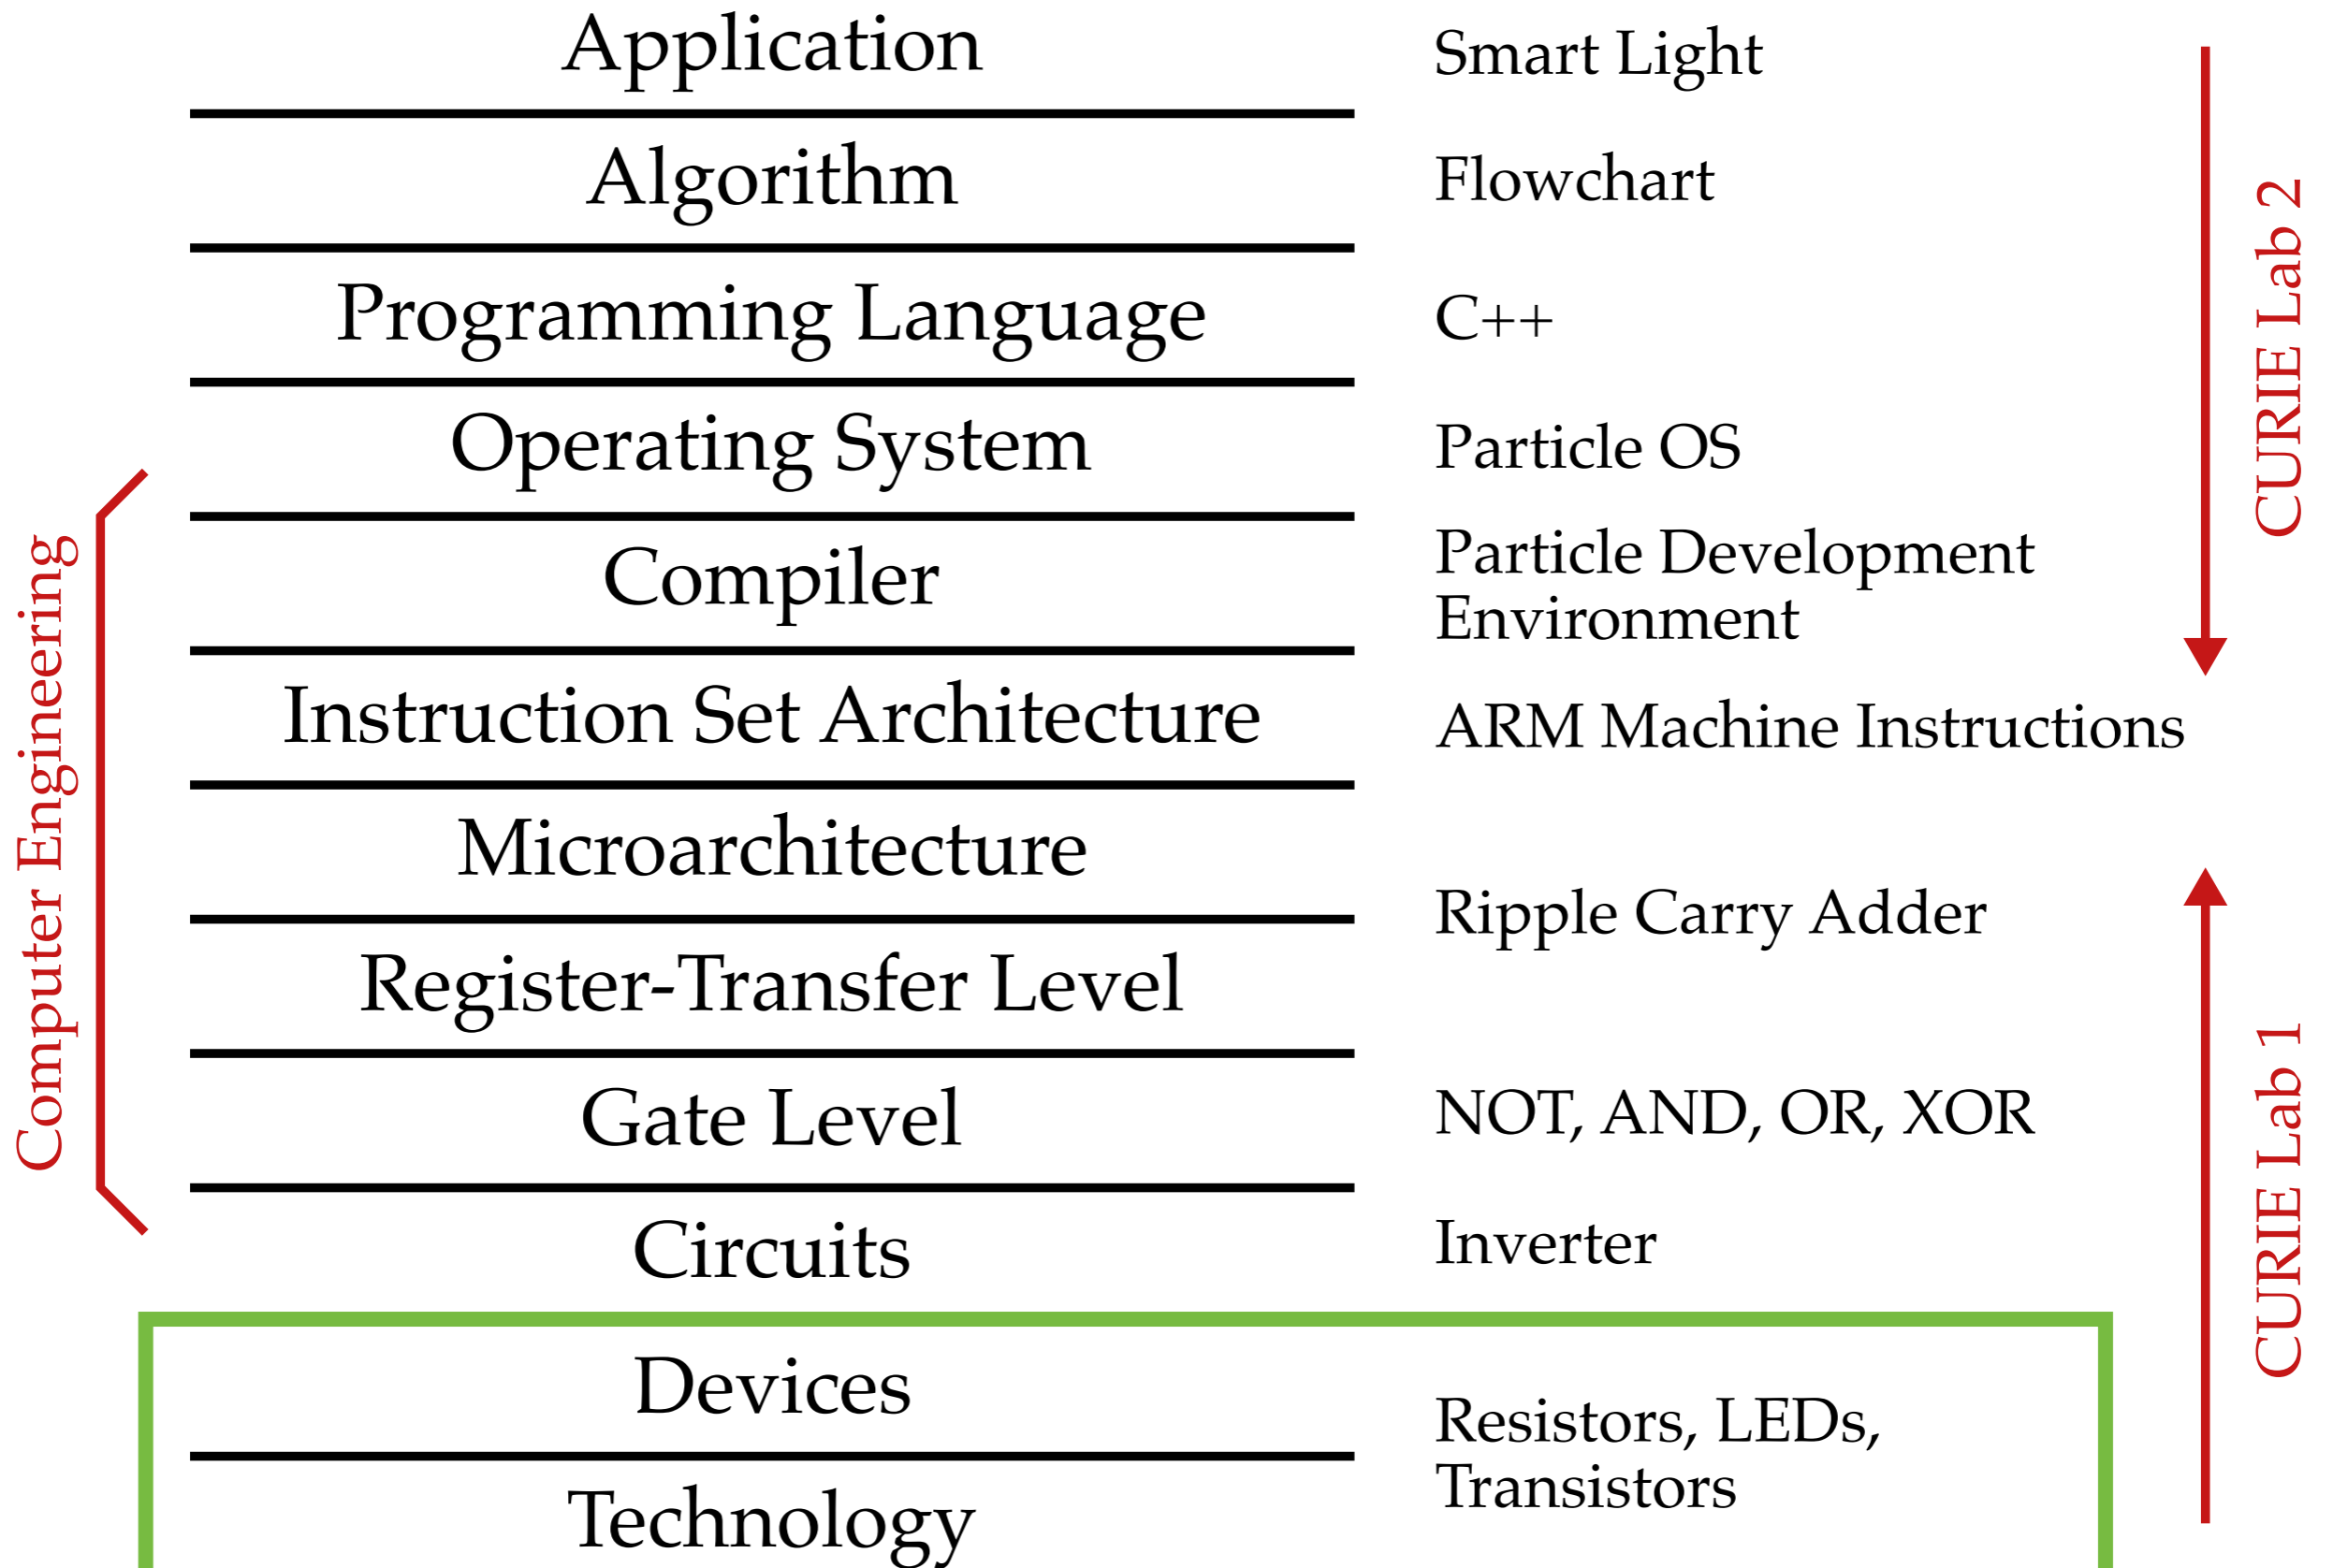 Application
Smart Light
Algorithm
Flowchart
Programming Language
C++
Operating System
Particle OS
Compiler
Particle Development
Environment
Instruction Set Architecture
ARM Machine Instructions
Microarchitecture
Ripple Carry Adder
Register-Transfer Level
Gate Level
NOT, AND, OR, XOR
Circuits
Inverter
Devices
Resistors, LEDs,
Transistors
Technology
Computer Engineering
CURIE Lab 2
CURIE Lab 1